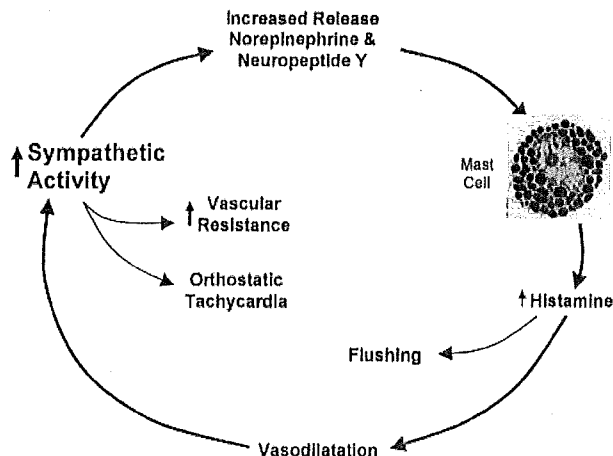 Increased Release
Norepinephrine &
Neuropeptide Y
Mast
Cell
↑ Histamine
Flushing
Vasodilatation
↑ Sympathetic
Activity
↑ Vascular
Resistance
Orthostatic
Tachycardia